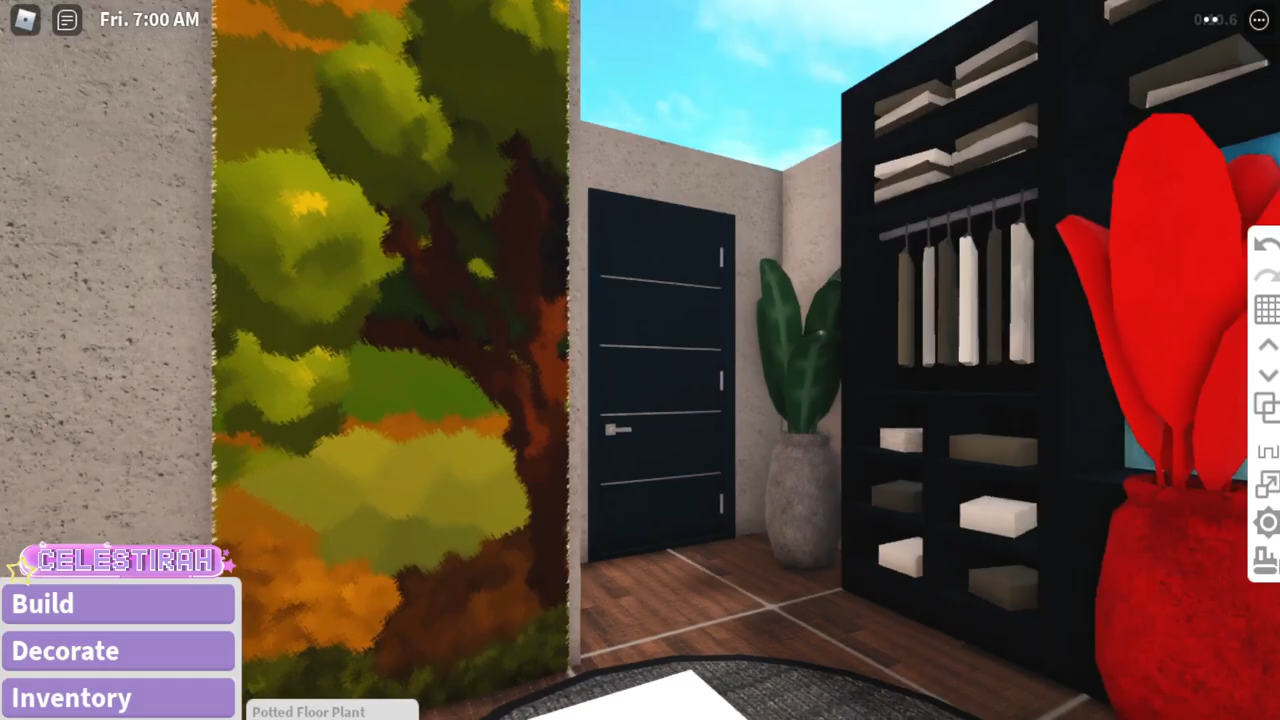 Fri. 7:00 AM
CELESTIRAH
Build
Decorate
Inventory
Potted Floor Plant